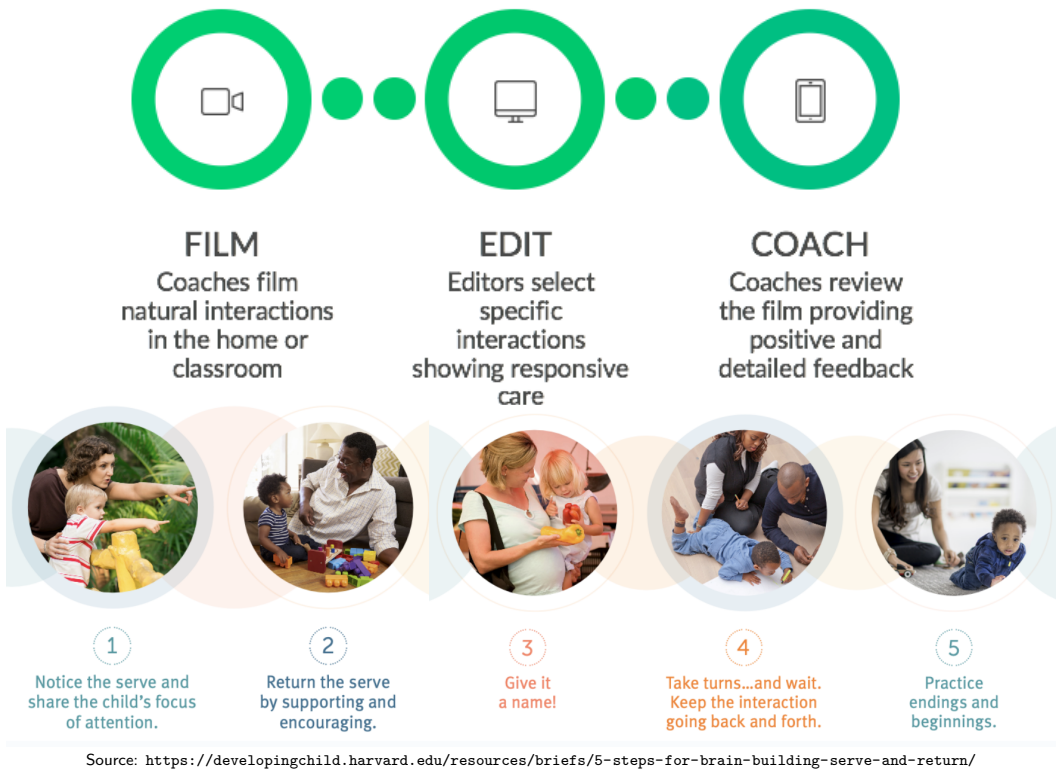 FILM
Coaches film
natural interactions
in the home or
classroom
EDIT
Editors select
specific
interactions
showing responsive
care
COACH
Coaches review
the film providing
positive and
detailed feedback
1
Notice the serve and
share the child's focus
of attention.
2
Return the serve
by supporting and
encouraging.
3
Give it
a name!
4
Take turns...and wait.
Keep the interaction
going back and forth.
5
Practice
endings and
beginnings.
Source: https://developingchild.harvard.edu/resources/briefs/5-steps-for-brain-building-serve-and-return/